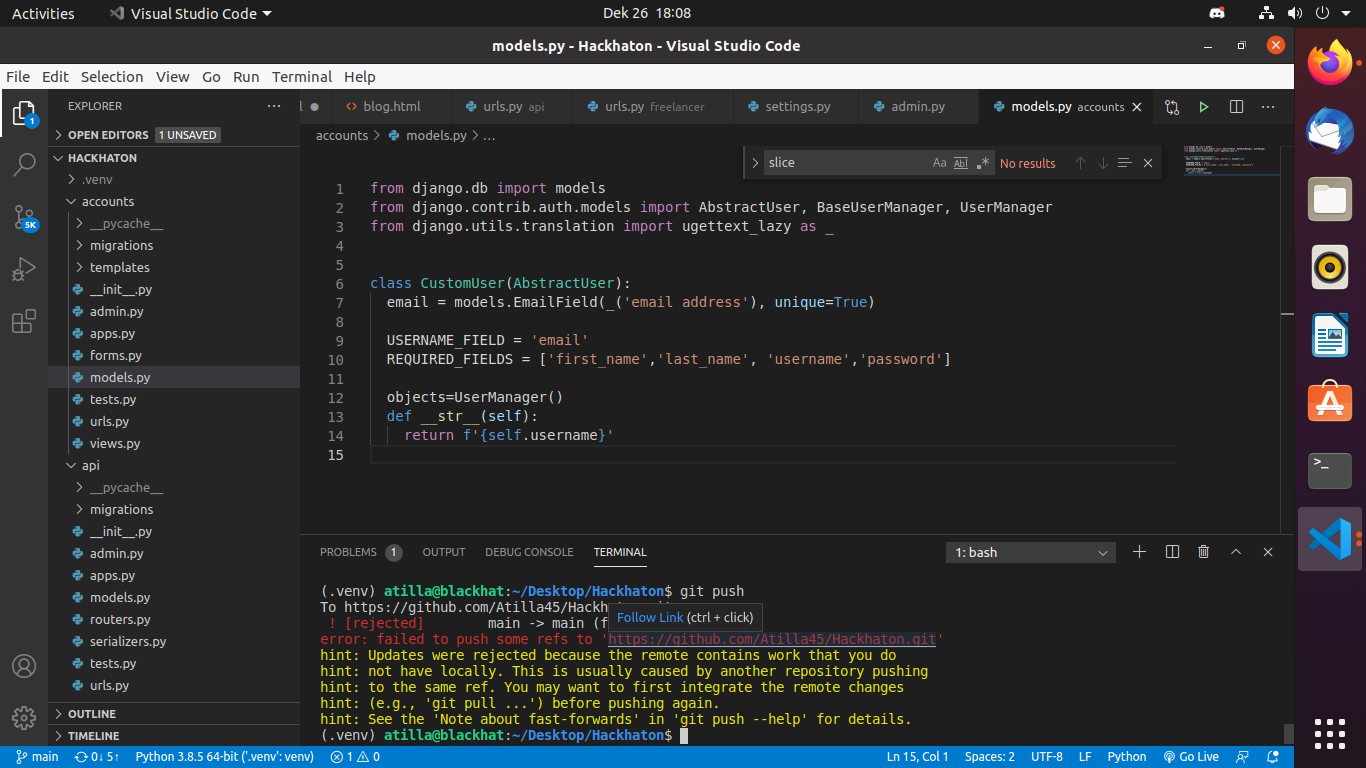 Activities
Visual Studio Code
Dek 26 18:08
models.py - Hackhaton - Visual Studio Code
File Edit Selection View Go Run Terminal Help
EXPLORER
OPEN EDITORS 1 UNSAVED
HACKHATON
.venv
accounts
__pycache__
migrations
templates
__init__.py
admin.py
apps.py
forms.py
models.py
tests.py
urls.py
views.py
api
__pycache__
migrations
__init__.py
admin.py
apps.py
models.py
routers.py
serializers.py
tests.py
urls.py
OUTLINE
TIMELINE
1
5K
l blog.html urls.py api urls.py freelancer settings.py admin.py models.py accounts
accounts > models.py > ...
slice Aa Abl .* No results
1 from django.db import models
2 from django.contrib.auth.models import AbstractUser, BaseUserManager, UserManager
3 from django.utils.translation import ugettext_lazy as _
4
5
6 class CustomUser(AbstractUser):
7 email = models.EmailField(_('email address'), unique=True)
8
9 USERNAME_FIELD = 'email'
10 REQUIRED_FIELDS = ['first_name','last_name', 'username','password']
11
12 objects=UserManager()
13 def __str__(self):
14 return f'{self.username}'
15
PROBLEMS 1 OUTPUT DEBUG CONSOLE TERMINAL 1: bash
(.venv) atilla@blackhat:~/Desktop/Hackhaton$ git push
To https://github.com/Atilla45/Hackh
! [rejected] main -> main (f
Follow Link (ctrl + click)
error: failed to push some refs to 'https://github.com/Atilla45/Hackhaton.git'
hint: Updates were rejected because the remote contains work that you do
hint: not have locally. This is usually caused by another repository pushing
hint: to the same ref. You may want to first integrate the remote changes
hint: (e.g., 'git pull ...') before pushing again.
hint: See the 'Note about fast-forwards' in 'git push --help' for details.
(.venv) atilla@blackhat:~/Desktop/Hackhaton$
main 0↓ 5↑ Python 3.8.5 64-bit ('.venv': venv) 1 0 Ln 15, Col 1 Spaces: 2 UTF-8 LF Python Go Live